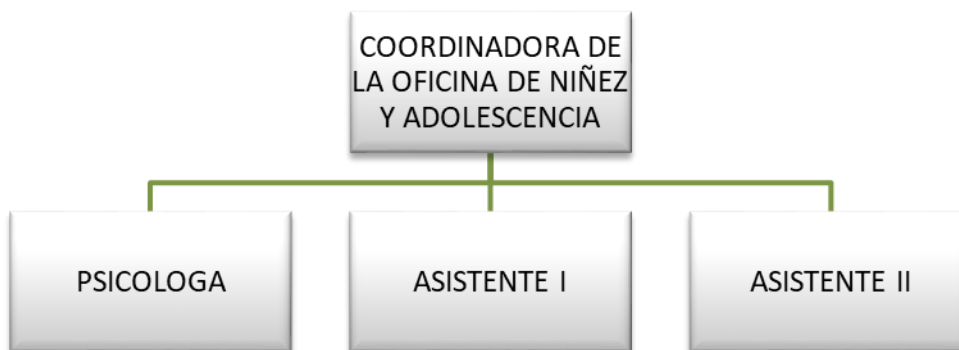 COORDINADORA DE
LA OFICINA DE NIÑEZ
Y ADOLESCENCIA
PSICOLOGA
ASISTENTE I
ASISTENTE II